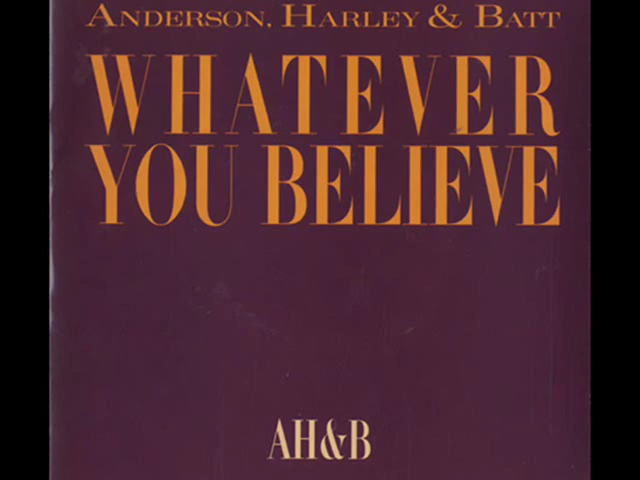 ANDERSON, HARLEY & BATT
WHATEVER
YOU BELIEVE
AH&B